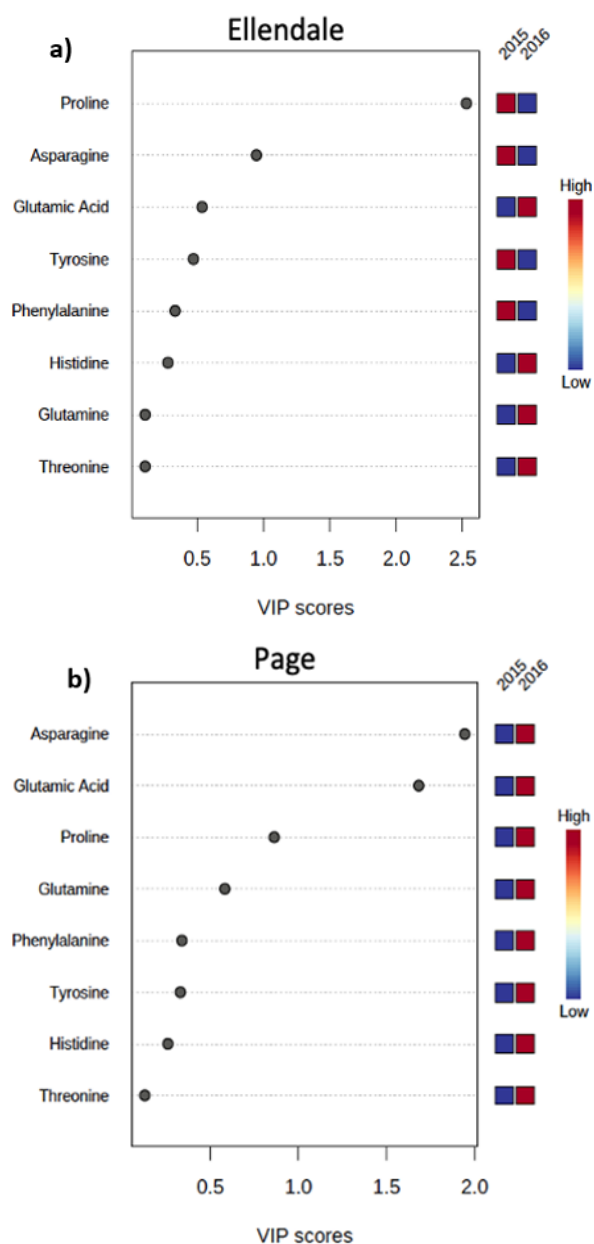 Ellendale
a)
2015 2016
Proline
Asparagine
Glutamic Acid
Tyrosine
Phenylalanine
Histidine
Glutamine
Threonine
High
Low
0.5 1.0 1.5 2.0 2.5
VIP scores
Page
b)
2015 2016
Asparagine
Glutamic Acid
Proline
Glutamine
Phenylalanine
Tyrosine
Histidine
Threonine
High
Low
0.5 1.0 1.5 2.0
VIP scores